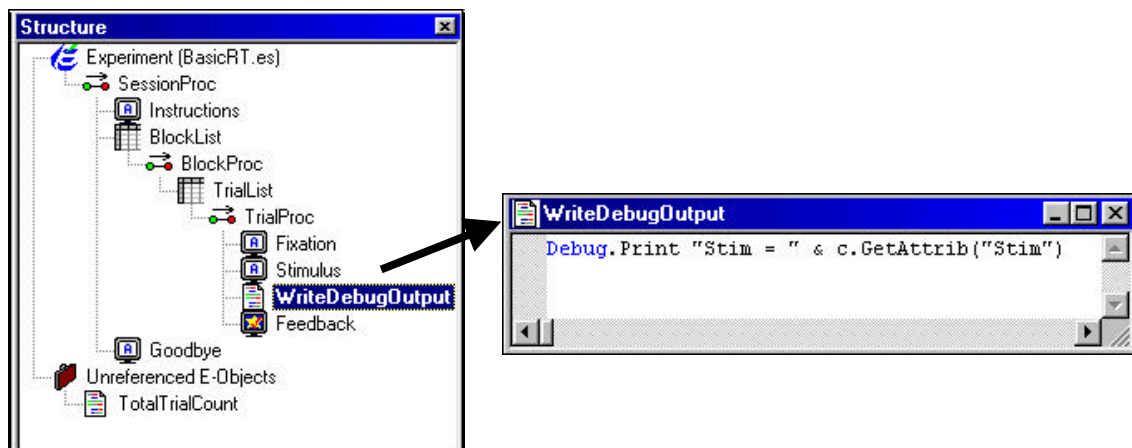 Structure
Experiment (BasicRT.es)
SessionProc
Instructions
BlockList
BlockProc
TrialList
TrialProc
Fixation
Stimulus
WriteDebugOutput
Feedback
Goodbye
Unreferenced E-Objects
TotalTrialCount
WriteDebugOutput
Debug.Print "Stim = " & c.GetAttrib("Stim")